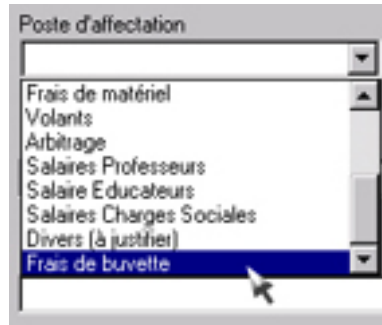 Poste d'affectation
Frais de matériel
Volants
Arbitrage
Salaires Professeurs
Salaire Educateurs
Salaires Charges Sociales
Divers (à justifier)
Frais de buvette